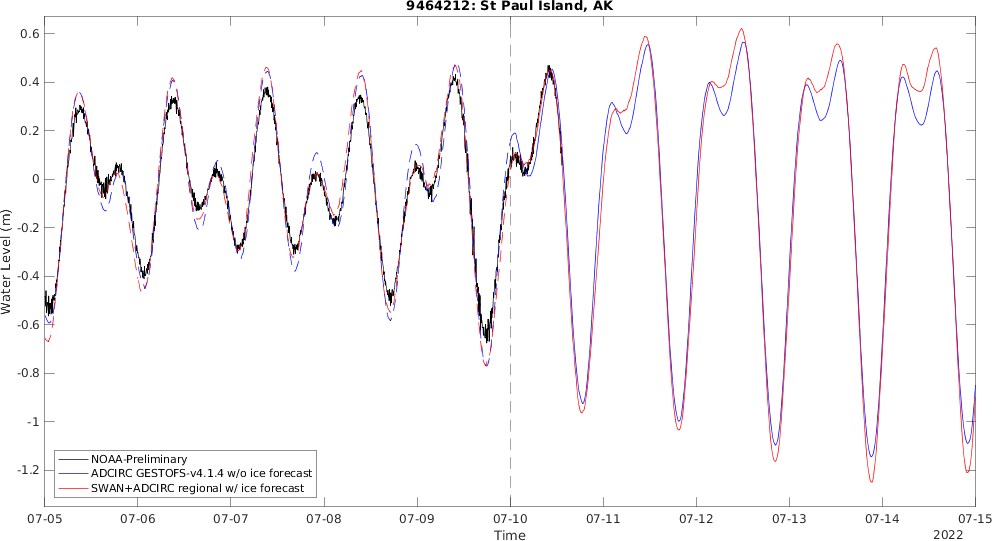 9464212: St Paul Island, AK
0.6
0.4
0.2
0
-0.2
-0.4
-0.6
-0.8
-1
-1.2
Water Level (m)
NOAA-Preliminary
ADCIRC GESTOFS-v4.1.4 w/o ice forecast
SWAN+ADCIRC regional w/ ice forecast
07-05 07-06 07-07 07-08 07-09 07-10 07-11 07-12 07-13 07-14 07-15
Time
2022